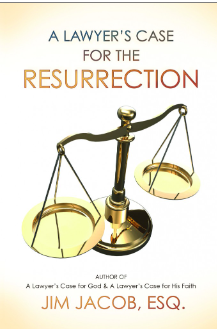 A LAWYER'S CASE
FOR THE
RESURRECTION
AUTHOR OF
A Lawyer's Case for God & A Lawyer's Case for His Faith
JIM JACOB, ESQ.